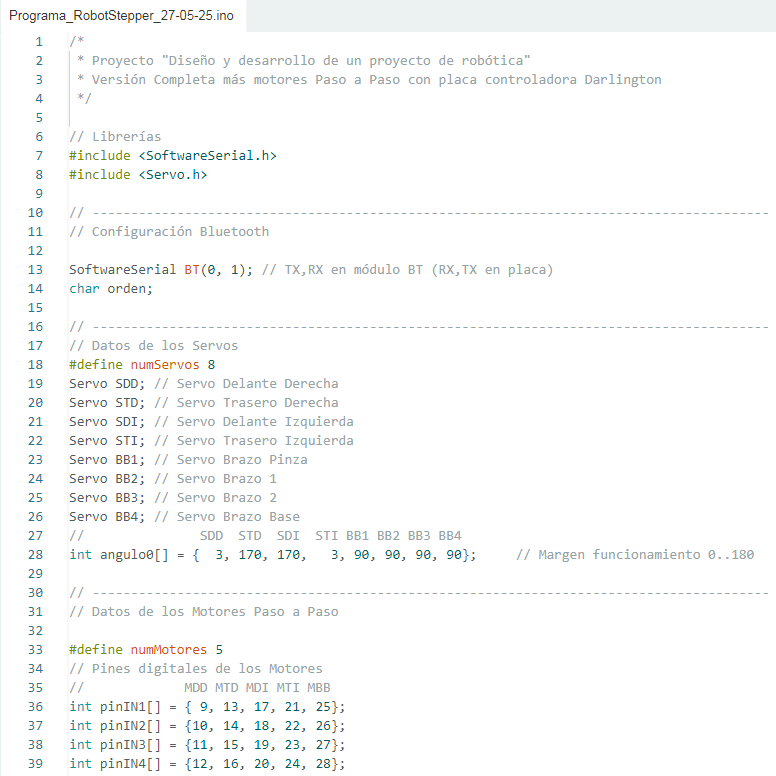 Programa_RobotStepper_27-05-25.ino
1 /*
2 * Proyecto "Diseño y desarrollo de un proyecto de robótica"
3 * Versión Completa más motores Paso a Paso con placa controladora Darlington
4 */
5
6 // Librerías
7 #include <SoftwareSerial.h>
8 #include <Servo.h>
9
10 // ----------------------------------------------------------------------------------------
11 // Configuración Bluetooth
12
13 SoftwareSerial BT(0, 1); // TX,RX en módulo BT (RX,TX en placa)
14 char orden;
15
16 // ----------------------------------------------------------------------------------------
17 // Datos de los Servos
18 #define numServos 8
19 Servo SDD; // Servo Delante Derecha
20 Servo STD; // Servo Trasero Derecha
21 Servo SDI; // Servo Delante Izquierda
22 Servo STI; // Servo Trasero Izquierda
23 Servo BB1; // Servo Brazo Pinza
24 Servo BB2; // Servo Brazo 1
25 Servo BB3; // Servo Brazo 2
26 Servo BB4; // Servo Brazo Base
27 //               SDD  STD  SDI  STI BB1 BB2 BB3 BB4
28 int angulo0[] = {  3, 170, 170,   3, 90, 90, 90, 90};     // Margen funcionamiento 0..180
29
30 // ----------------------------------------------------------------------------------------
31 // Datos de los Motores Paso a Paso
32
33 #define numMotores 5
34 // Pines digitales de los Motores
35 //             MDD MTD MDI MTI MBB
36 int pinIN1[] = { 9, 13, 17, 21, 25};
37 int pinIN2[] = {10, 14, 18, 22, 26};
38 int pinIN3[] = {11, 15, 19, 23, 27};
39 int pinIN4[] = {12, 16, 20, 24, 28};